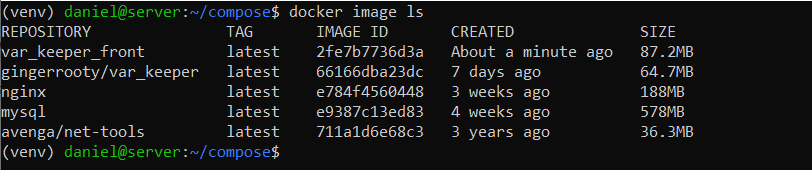 (venv) daniel@server:~/compose$ docker image ls
REPOSITORY TAG IMAGE ID CREATED SIZE
var_keeper_front latest 2fe7b7736d3a About a minute ago 87.2MB
gingerrooty/var_keeper latest 66166dba23dc 7 days ago 64.7MB
nginx latest e784f4560448 3 weeks ago 188MB
mysql latest e9387c13ed83 4 weeks ago 578MB
avenga/net-tools latest 711a1d6e68c3 3 years ago 36.3MB
(venv) daniel@server:~/compose$